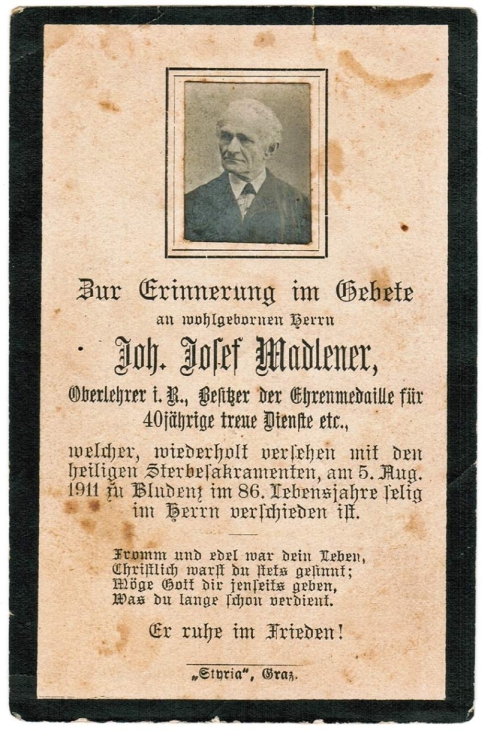 Zur Erinnerung im Gebete
an wohlgebornen Herrn
Joh. Josef Madlener,
Oberlehrer i. R., Besitzer der Ehrenmedaille für
40jährige treue Dienste etc.,
welcher, wiederholt versehen mit den
heiligen Sterbesakramenten, am 5. Aug.
1911 zu Bludenz im 86. Lebensjahre selig
im Herrn verschieden ist.
Fromm und edel war dein Leben,
Christlich warst du stets gesinnt;
Möge Gott dir jenseits geben,
Was du lange schon verdient.
Er ruhe im Frieden!
„Styria", Graz.